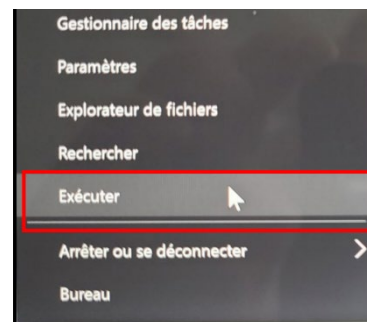 Gestionnaire des tâches
Paramètres
Explorateur de fichiers
Rechercher
Exécuter
Arrêter ou se déconnecter
Bureau